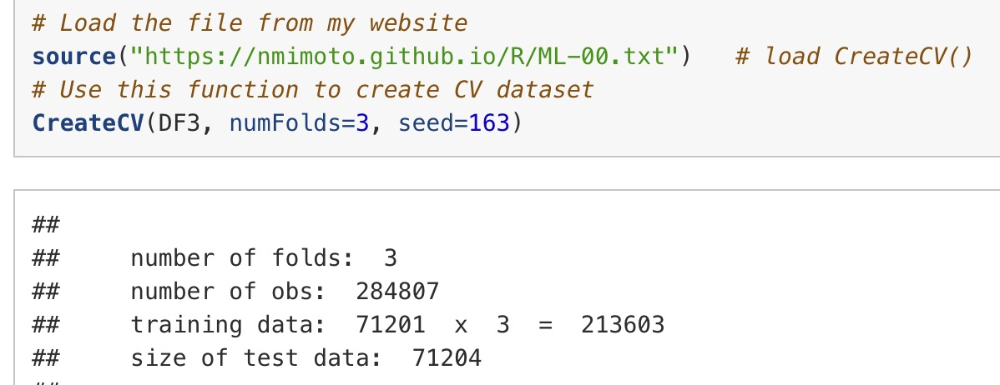 # Load the file from my website
source("https://nmimoto.github.io/R/ML-00.txt")   # load CreateCV()
# Use this function to create CV dataset
CreateCV(DF3, numFolds=3, seed=163)
##
##     number of folds:  3
##     number of obs:  284807
##     training data:  71201  x  3  =  213603
##     size of test data:  71204
##